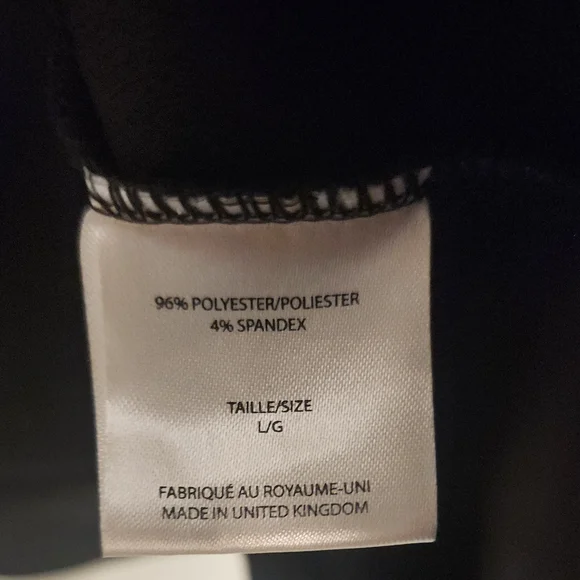 96% POLYESTER/POLIESTER
4% SPANDEX
TAILLE/SIZE
L/G
FABRIQUÉ AU ROYAUME-UNI
MADE IN UNITED KINGDOM